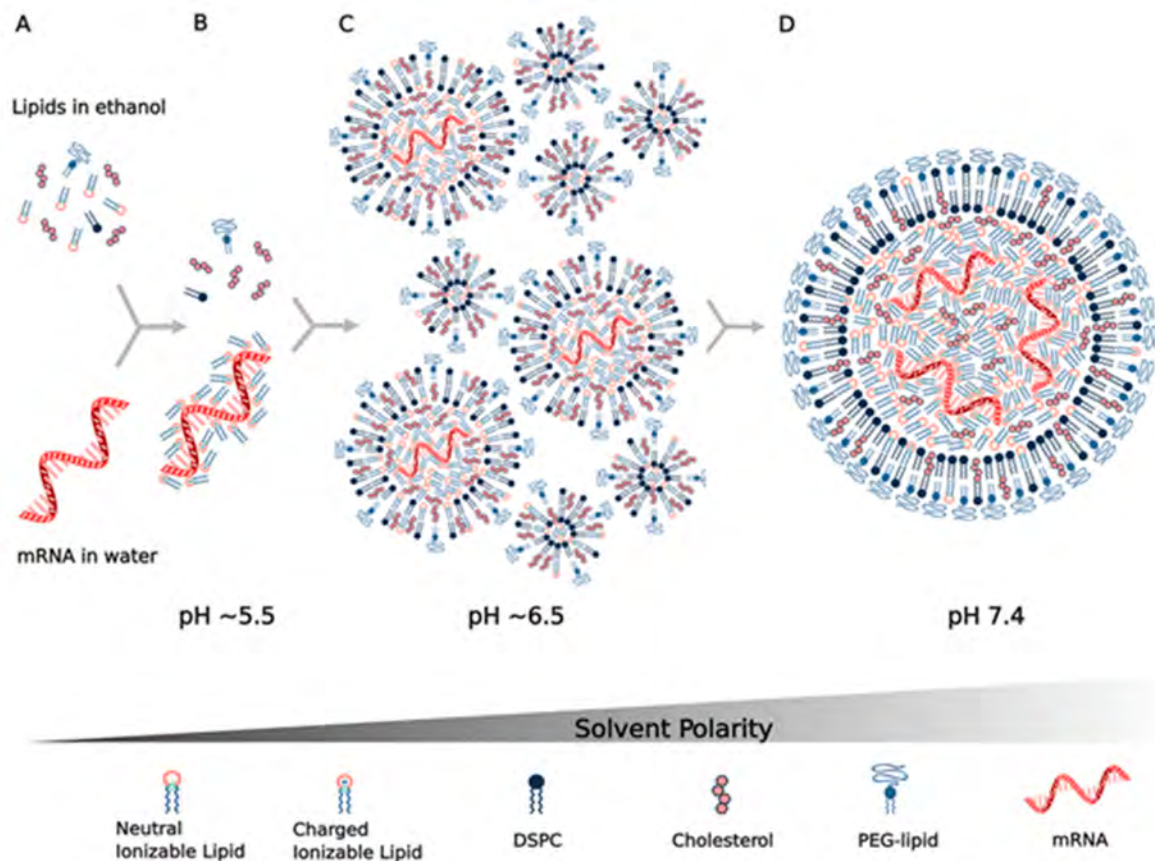 A
B
C
D
Lipids in ethanol
mRNA in water
pH ~5.5
pH ~6.5
pH 7.4
Solvent Polarity
Neutral
Ionizable Lipid
Charged
Ionizable Lipid
DSPC
Cholesterol
PEG-lipid
mRNA